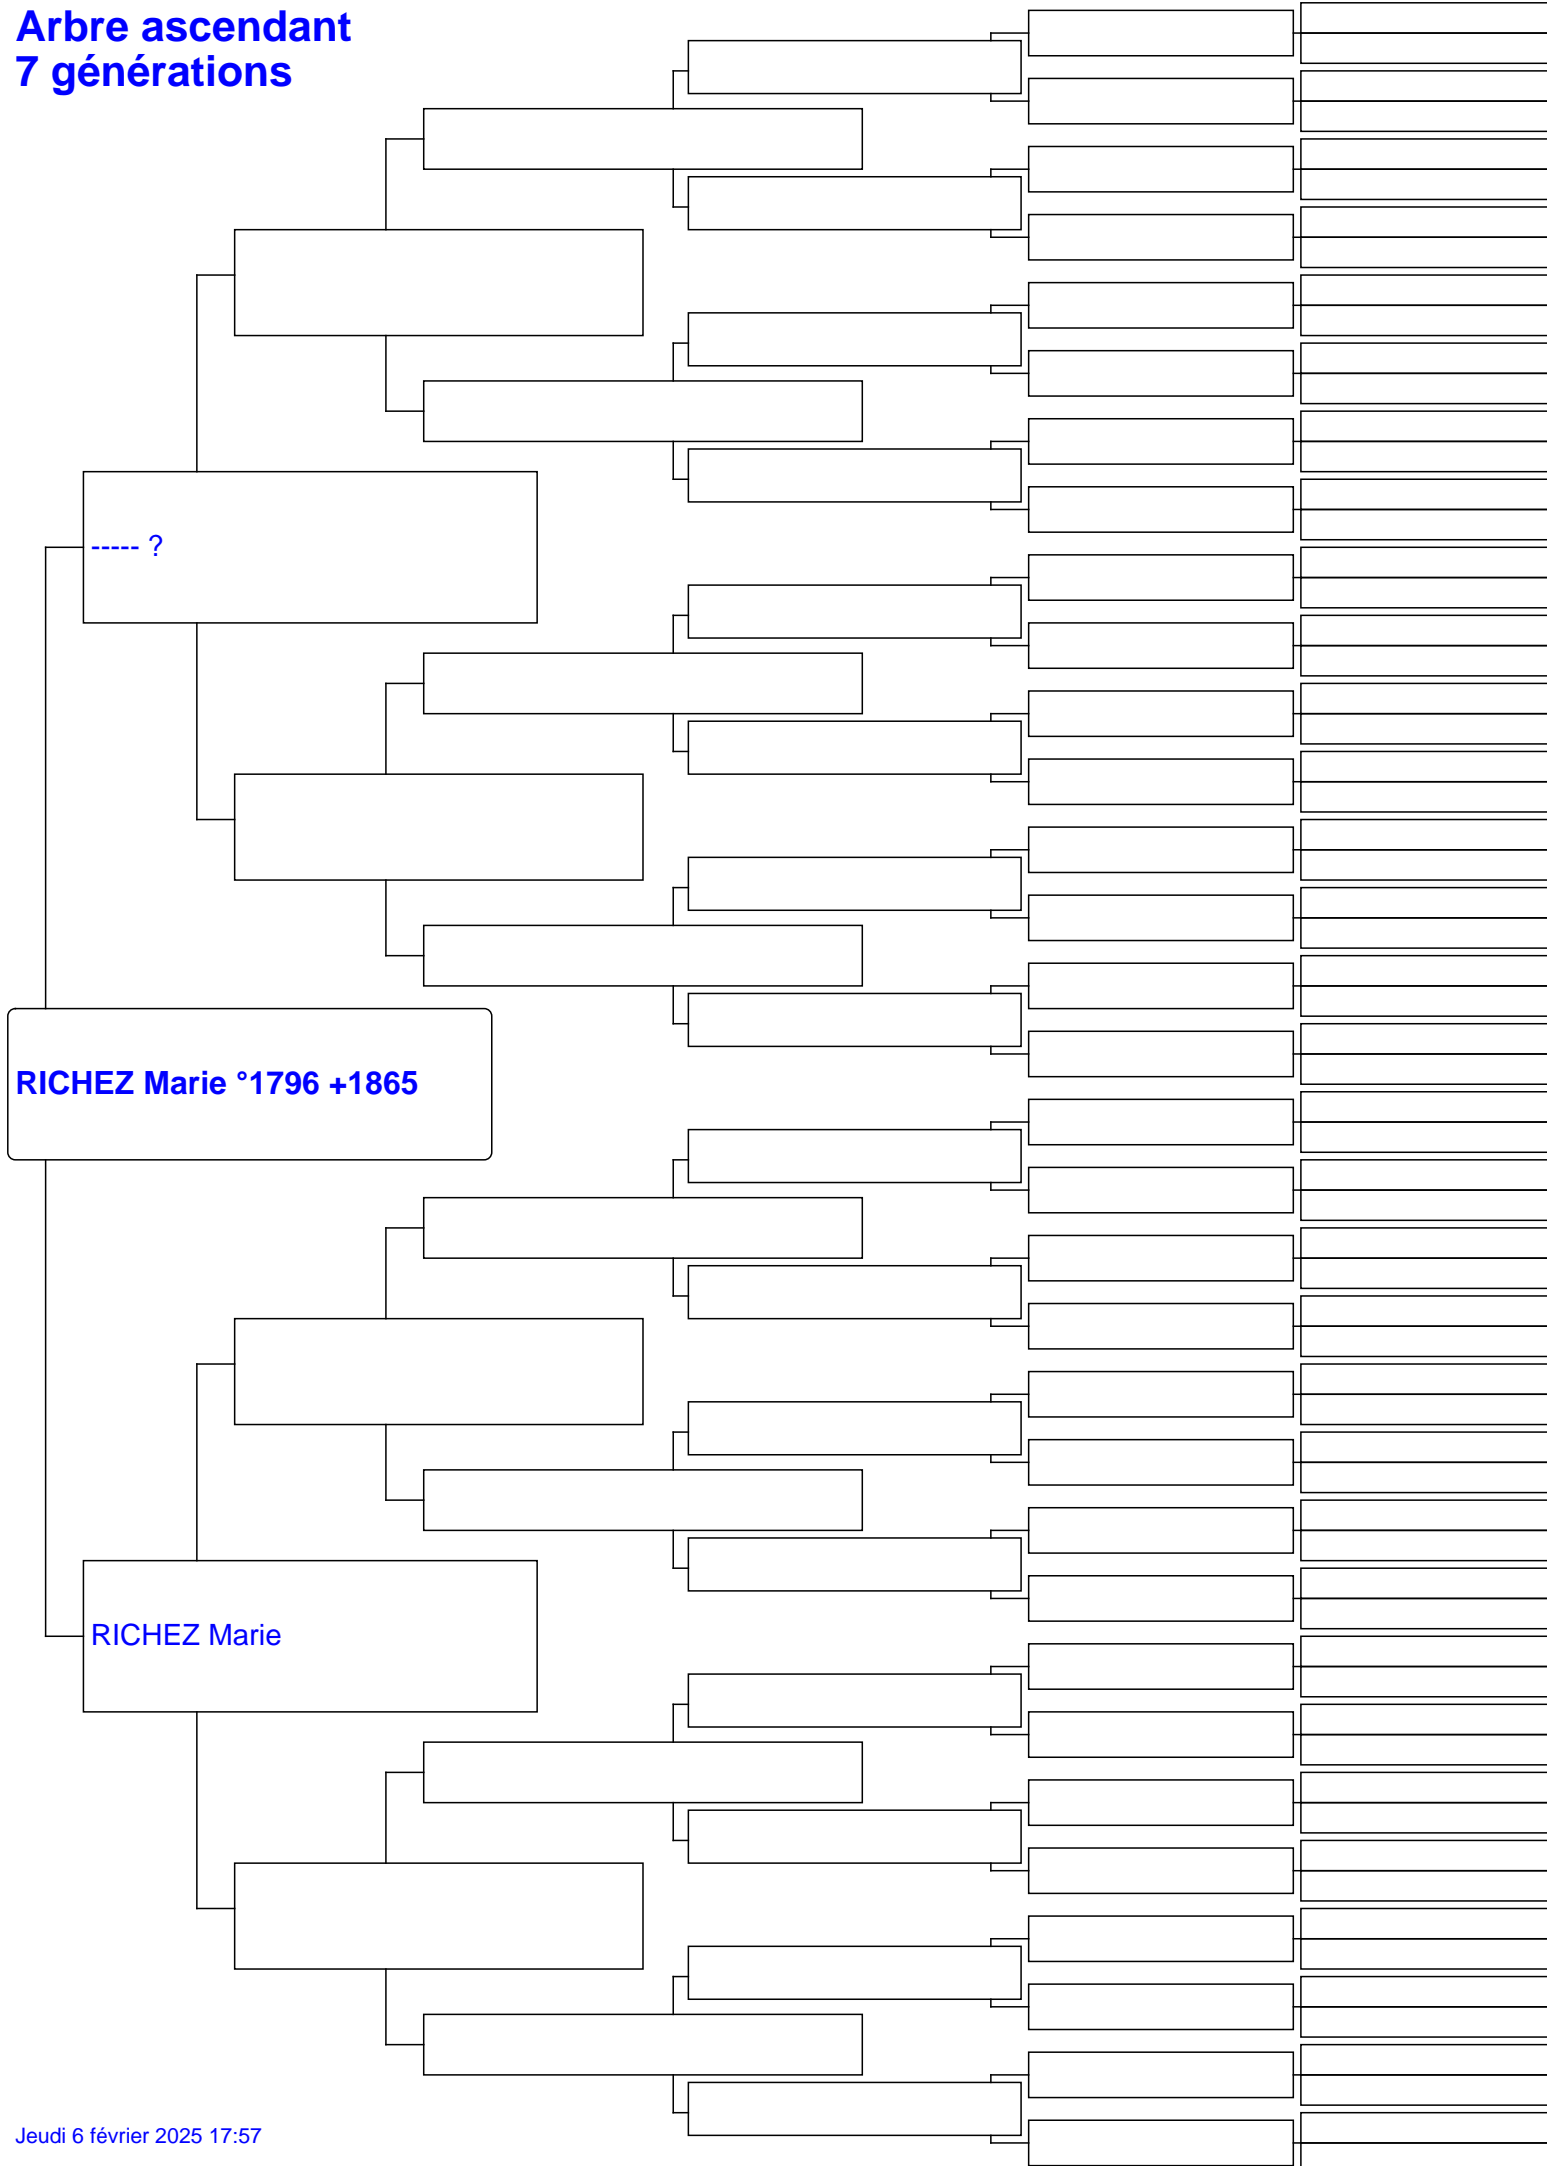 Arbre ascendant
7 générations
----- ?
RICHEZ Marie °1796 +1865
RICHEZ Marie
Jeudi 6 février 2025 17:57